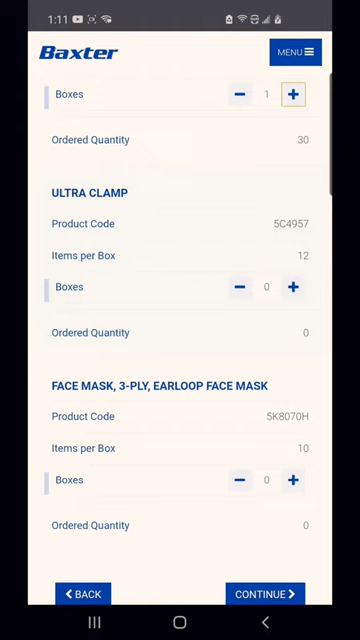 1:11
Baxter
MENU
Boxes 1
Ordered Quantity 30
ULTRA CLAMP
Product Code 5C4957
Items per Box 12
Boxes 0
Ordered Quantity 0
FACE MASK, 3-PLY, EARLOOP FACE MASK
Product Code 5K8070H
Items per Box 10
Boxes 0
Ordered Quantity 0
BACK CONTINUE